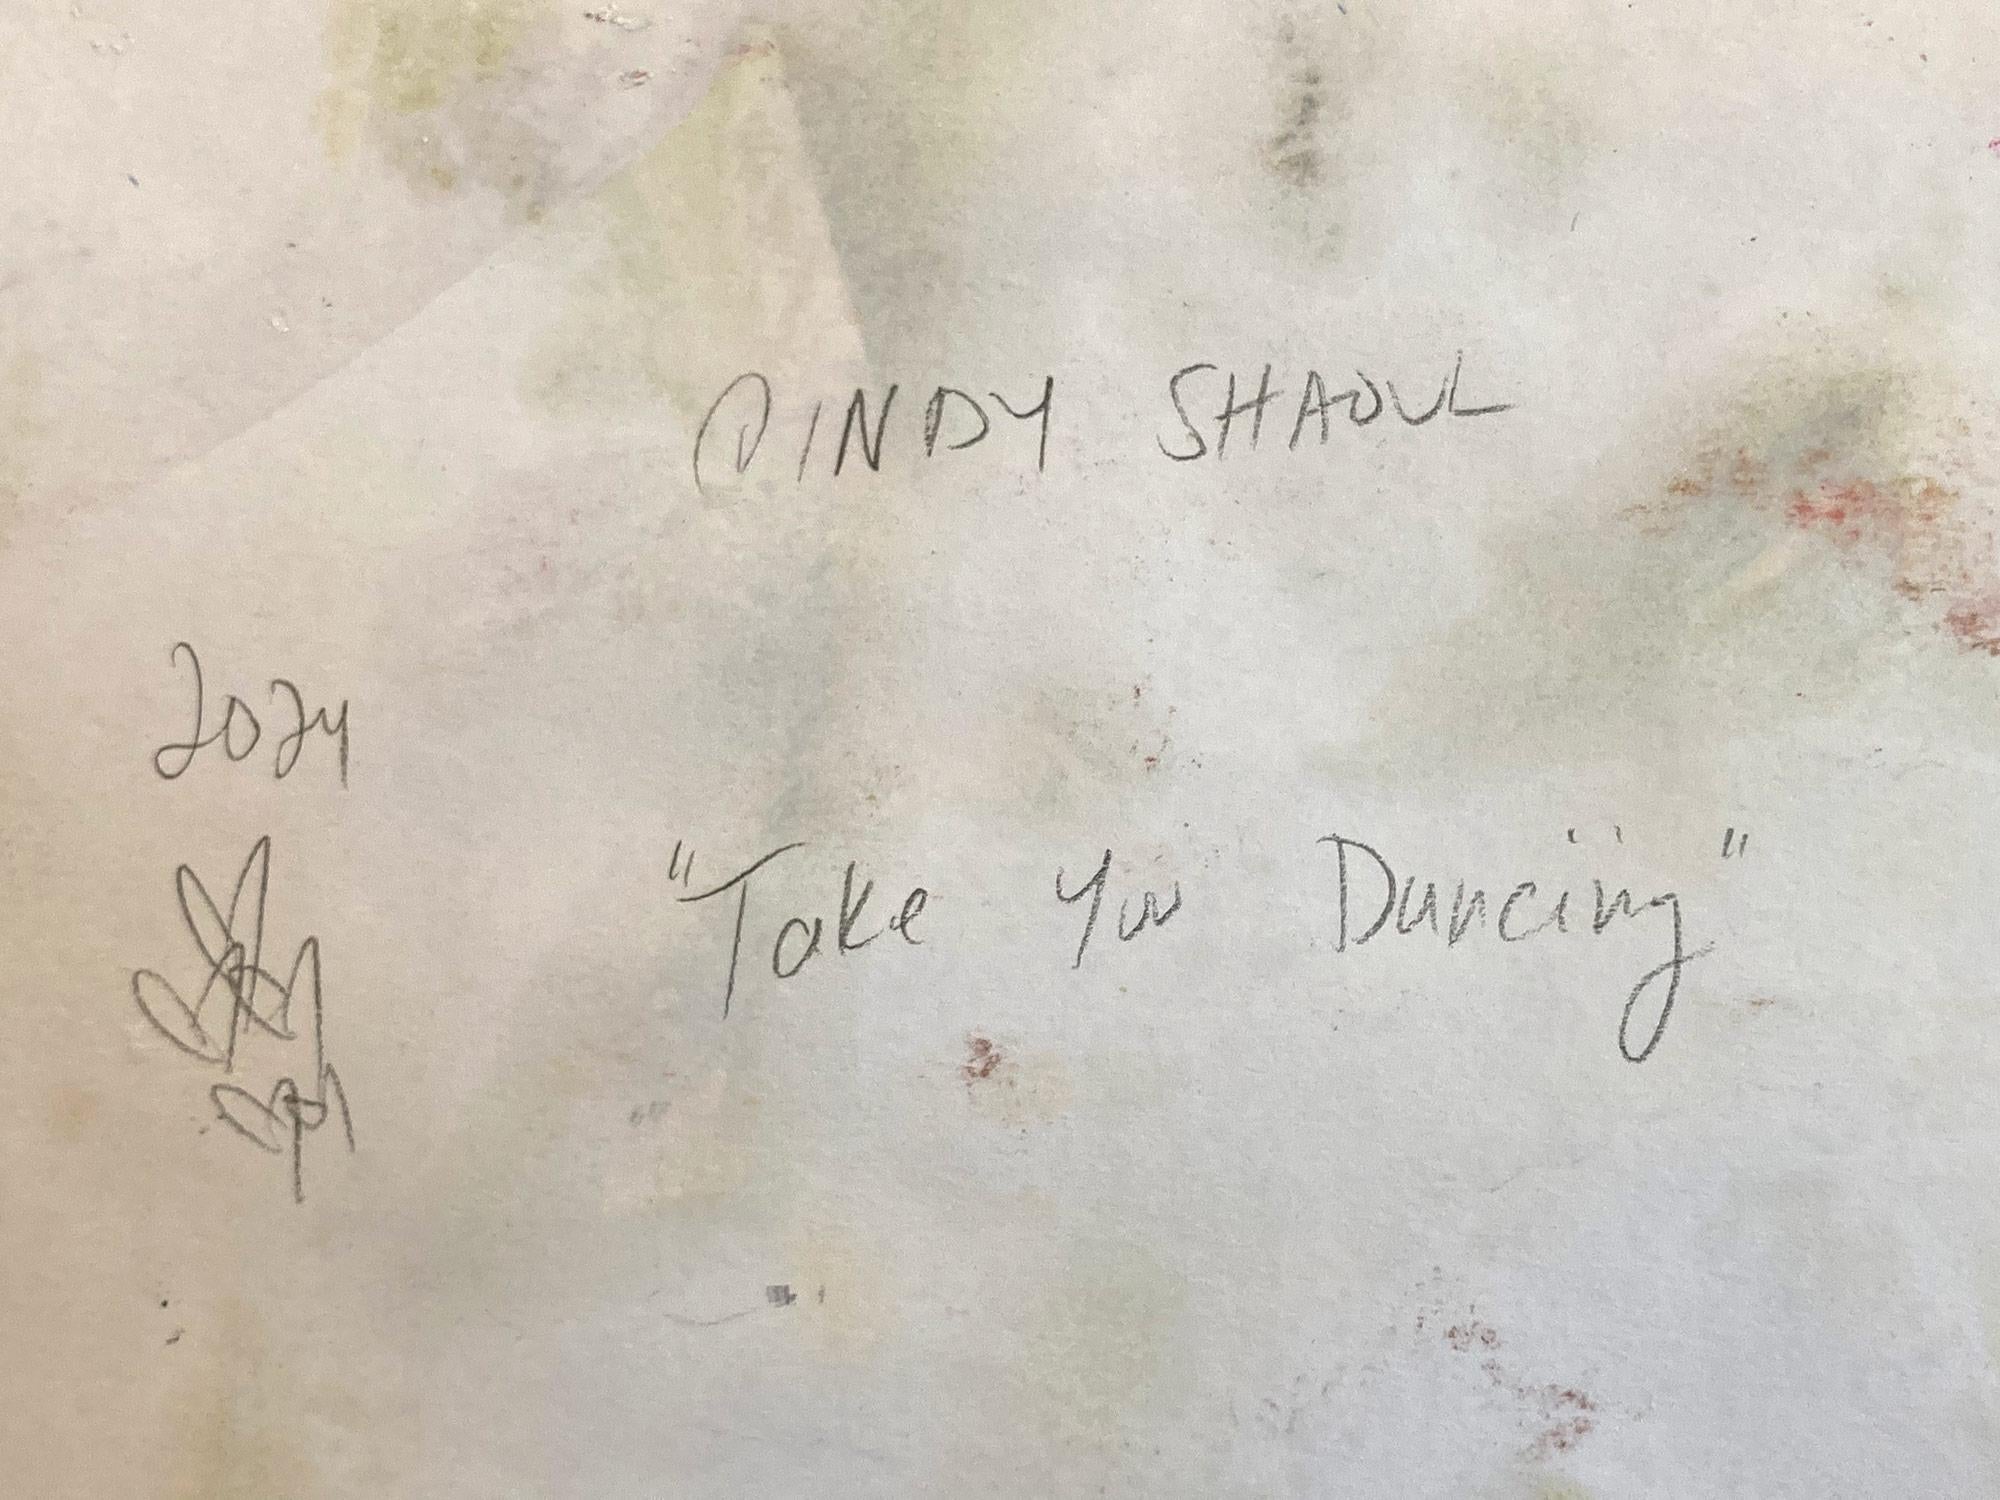 CINDY SHAOUL
2024
"Take You Dancing"